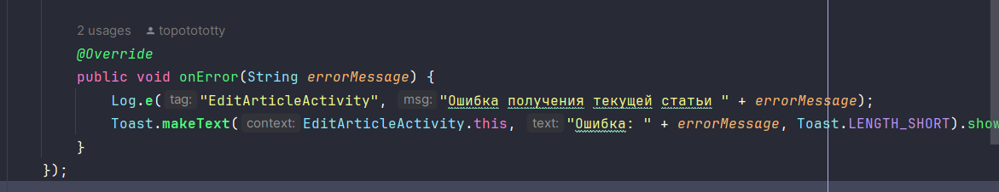 2 usages topotototty
@Override
public void onError(String errorMessage) {
Log.e( tag: "EditArticleActivity", msg: "Ошибка получения текущей статьи " + errorMessage);
Toast.makeText( context: EditArticleActivity.this, text: "Ошибка: " + errorMessage, Toast.LENGTH_SHORT).show
}
});